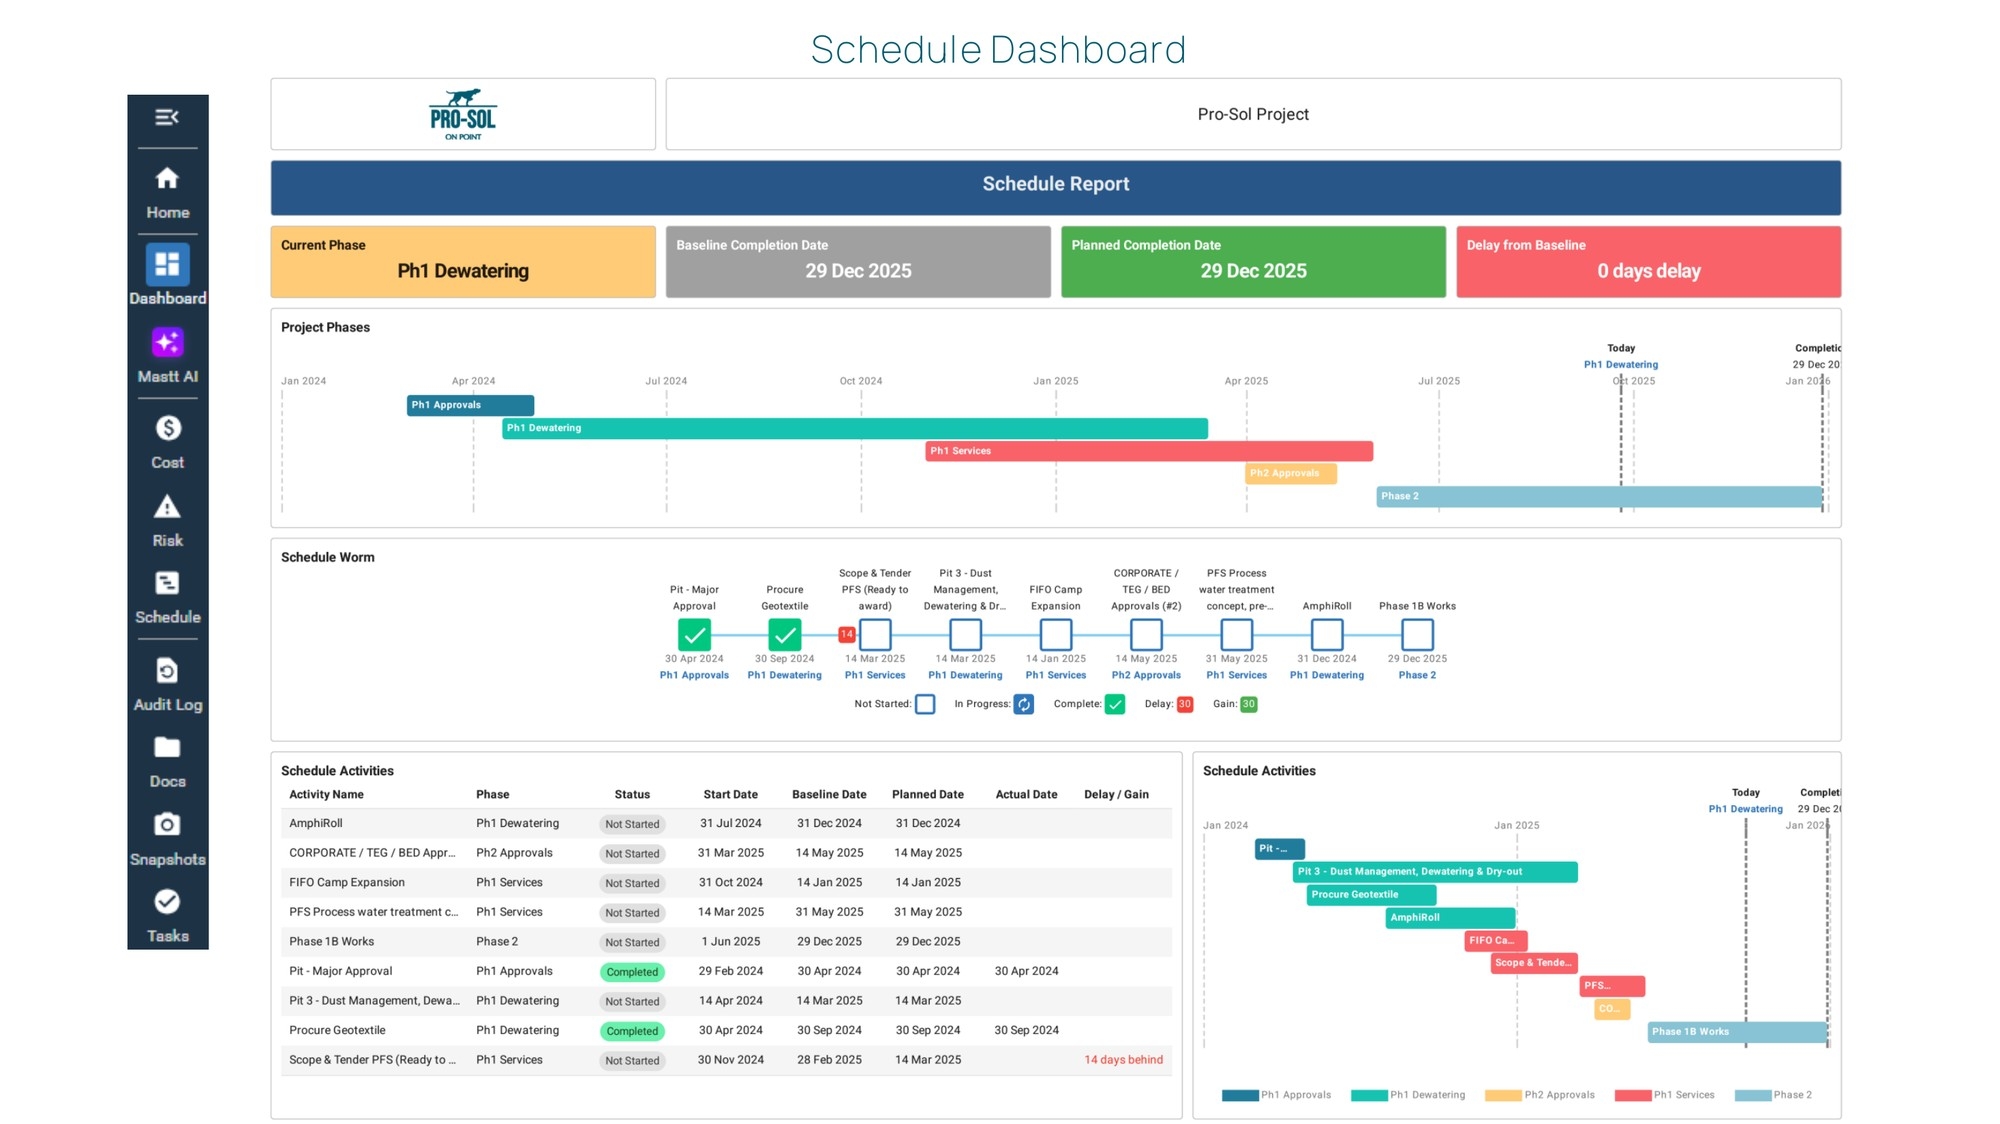 Schedule Dashboard
PRO-SOL
ON POINT
Pro-Sol Project
Home
Dashboard
Mastt AI
Cost
Risk
Schedule
Audit Log
Docs
Snapshots
Tasks
Schedule Report
Current Phase
Ph1 Dewatering
Baseline Completion Date
29 Dec 2025
Planned Completion Date
29 Dec 2025
Delay from Baseline
0 days delay
Project Phases
Today
Ph1 Dewatering
Completic
29 Dec 20
Jan 2024 Apr 2024 Jul 2024 Oct 2024 Jan 2025 Apr 2025 Jul 2025 Oct 2025 Jan 2026
Ph1 Approvals
Ph1 Dewatering
Ph1 Services
Ph2 Approvals
Phase 2
Schedule Worm
Pit - Major
Approval
30 Apr 2024
Ph1 Approvals
Procure
Geotextile
30 Sep 2024
Ph1 Dewatering
Scope & Tender
PFS (Ready to
award)
14
14 Mar 2025
Ph1 Services
Pit 3 - Dust
Management,
Dewatering & Dr...
14 Mar 2025
Ph1 Dewatering
FIFO Camp
Expansion
14 Jan 2025
Ph1 Services
CORPORATE /
TEG / BED
Approvals (#2)
14 May 2025
Ph2 Approvals
PFS Process
water treatment
concept, pre-...
31 May 2025
Ph1 Services
AmphiRoll
31 Dec 2024
Ph1 Dewatering
Phase 1B Works
29 Dec 2025
Phase 2
Not Started: In Progress: Complete: Delay: 30 Gain: 30
Schedule Activities
Activity Name Phase Status Start Date Baseline Date Planned Date Actual Date Delay / Gain
AmphiRoll Ph1 Dewatering Not Started 31 Jul 2024 31 Dec 2024 31 Dec 2024
CORPORATE / TEG / BED Appr... Ph2 Approvals Not Started 31 Mar 2025 14 May 2025 14 May 2025
FIFO Camp Expansion Ph1 Services Not Started 31 Oct 2024 14 Jan 2025 14 Jan 2025
PFS Process water treatment c... Ph1 Services Not Started 14 Mar 2025 31 May 2025 31 May 2025
Phase 1B Works Phase 2 Not Started 1 Jun 2025 29 Dec 2025 29 Dec 2025
Pit - Major Approval Ph1 Approvals Completed 29 Feb 2024 30 Apr 2024 30 Apr 2024 30 Apr 2024
Pit 3 - Dust Management, Dewa... Ph1 Dewatering Not Started 14 Apr 2024 14 Mar 2025 14 Mar 2025
Procure Geotextile Ph1 Dewatering Completed 30 Apr 2024 30 Sep 2024 30 Sep 2024 30 Sep 2024
Scope & Tender PFS (Ready to ... Ph1 Services Not Started 30 Nov 2024 28 Feb 2025 14 Mar 2025 14 days behind
Schedule Activities
Today
Ph1 Dewatering
Completi
29 Dec 20
Jan 2024 Jan 2025 Jan 2026
Pit -...
Pit 3 - Dust Management, Dewatering & Dry-out
Procure Geotextile
AmphiRoll
FIFO Ca...
Scope & Tende...
PFS...
CO...
Phase 1B Works
Ph1 Approvals Ph1 Dewatering Ph2 Approvals Ph1 Services Phase 2